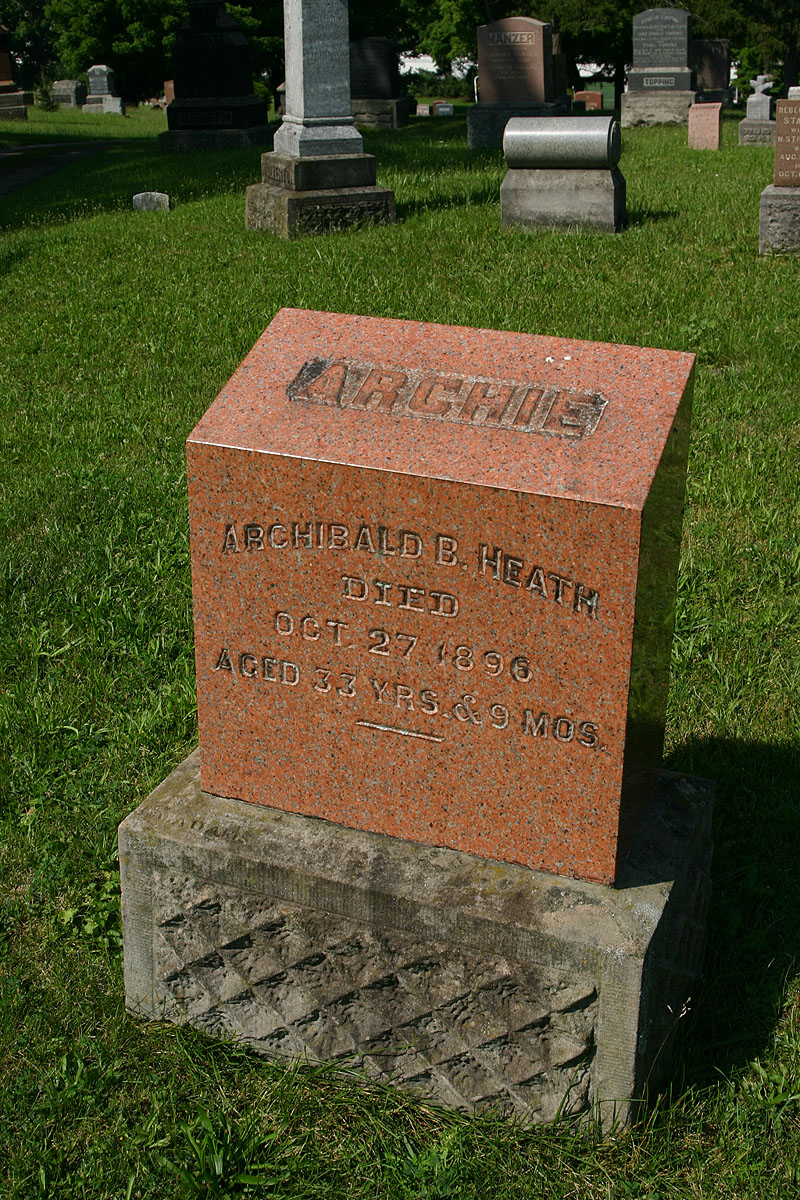 MANZER
TOPPING
ARCHIE
ARCHIBALD B. HEATH
DIED
OCT. 27, 1896
AGED 33 YRS. & 9 MOS.